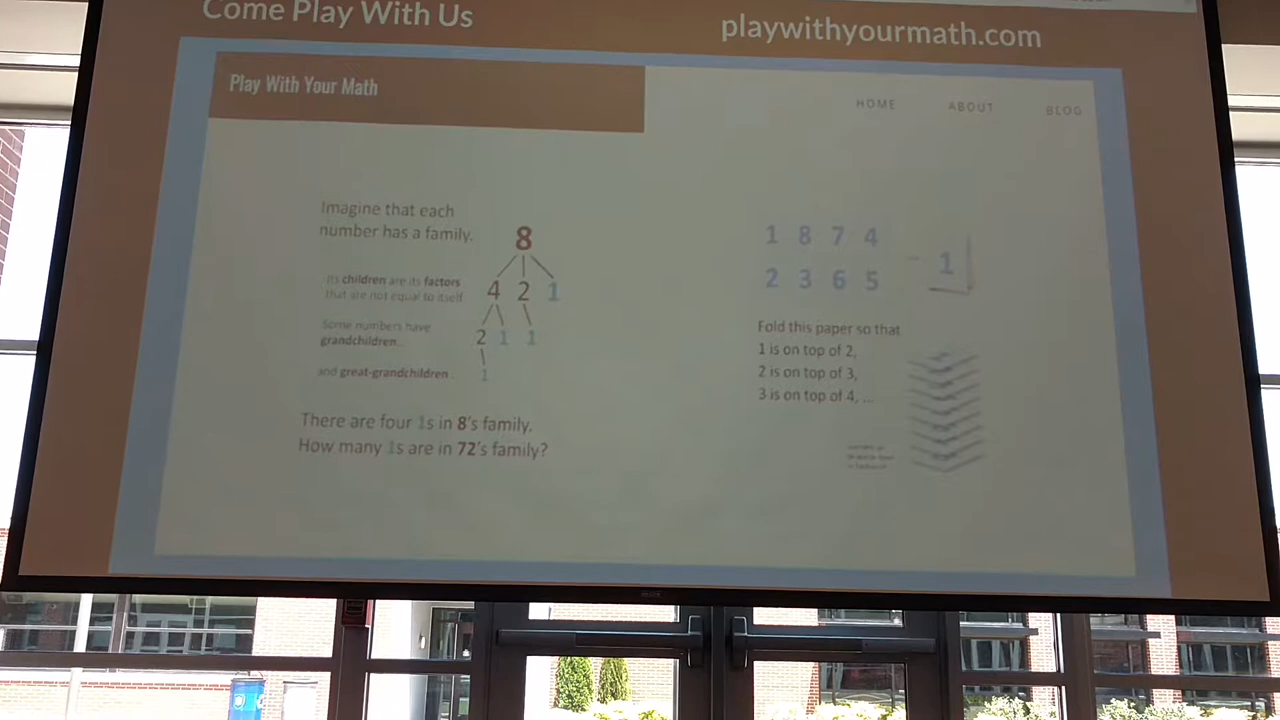 Come Play With Us
playwithyourmath.com
Play With Your Math
HOME ABOUT BLOG
Imagine that each
number has a family.
8
Its children are its factors
that are not equal to itself
4 2 1
Some numbers have
grandchildren...
2 1 1
and great-grandchildren
1
There are four 1s in 8's family.
How many 1s are in 72's family?
1 8 7 4
2 3 6 5
1
Fold this paper so that
1 is on top of 2,
2 is on top of 3,
3 is on top of 4, ...